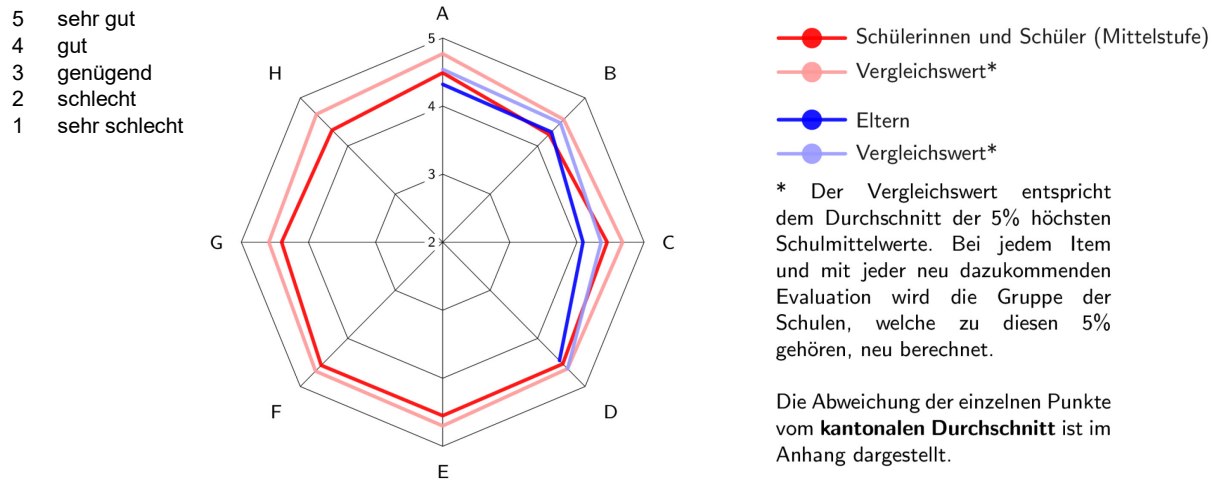 5 sehr gut
4 gut
3 genügend
2 schlecht
1 sehr schlecht
A
B
C
D
E
F
G
H
5
4
3
2
Schülerinnen und Schüler (Mittelstufe)
Vergleichswert*
Eltern
Vergleichswert*
* Der Vergleichswert entspricht
dem Durchschnitt der 5% höchsten
Schulmittelwerte. Bei jedem Item
und mit jeder neu dazukommenden
Evaluation wird die Gruppe der
Schulen, welche zu diesen 5%
gehören, neu berechnet.
Die Abweichung der einzelnen Punkte
vom kantonalen Durchschnitt ist im
Anhang dargestellt.